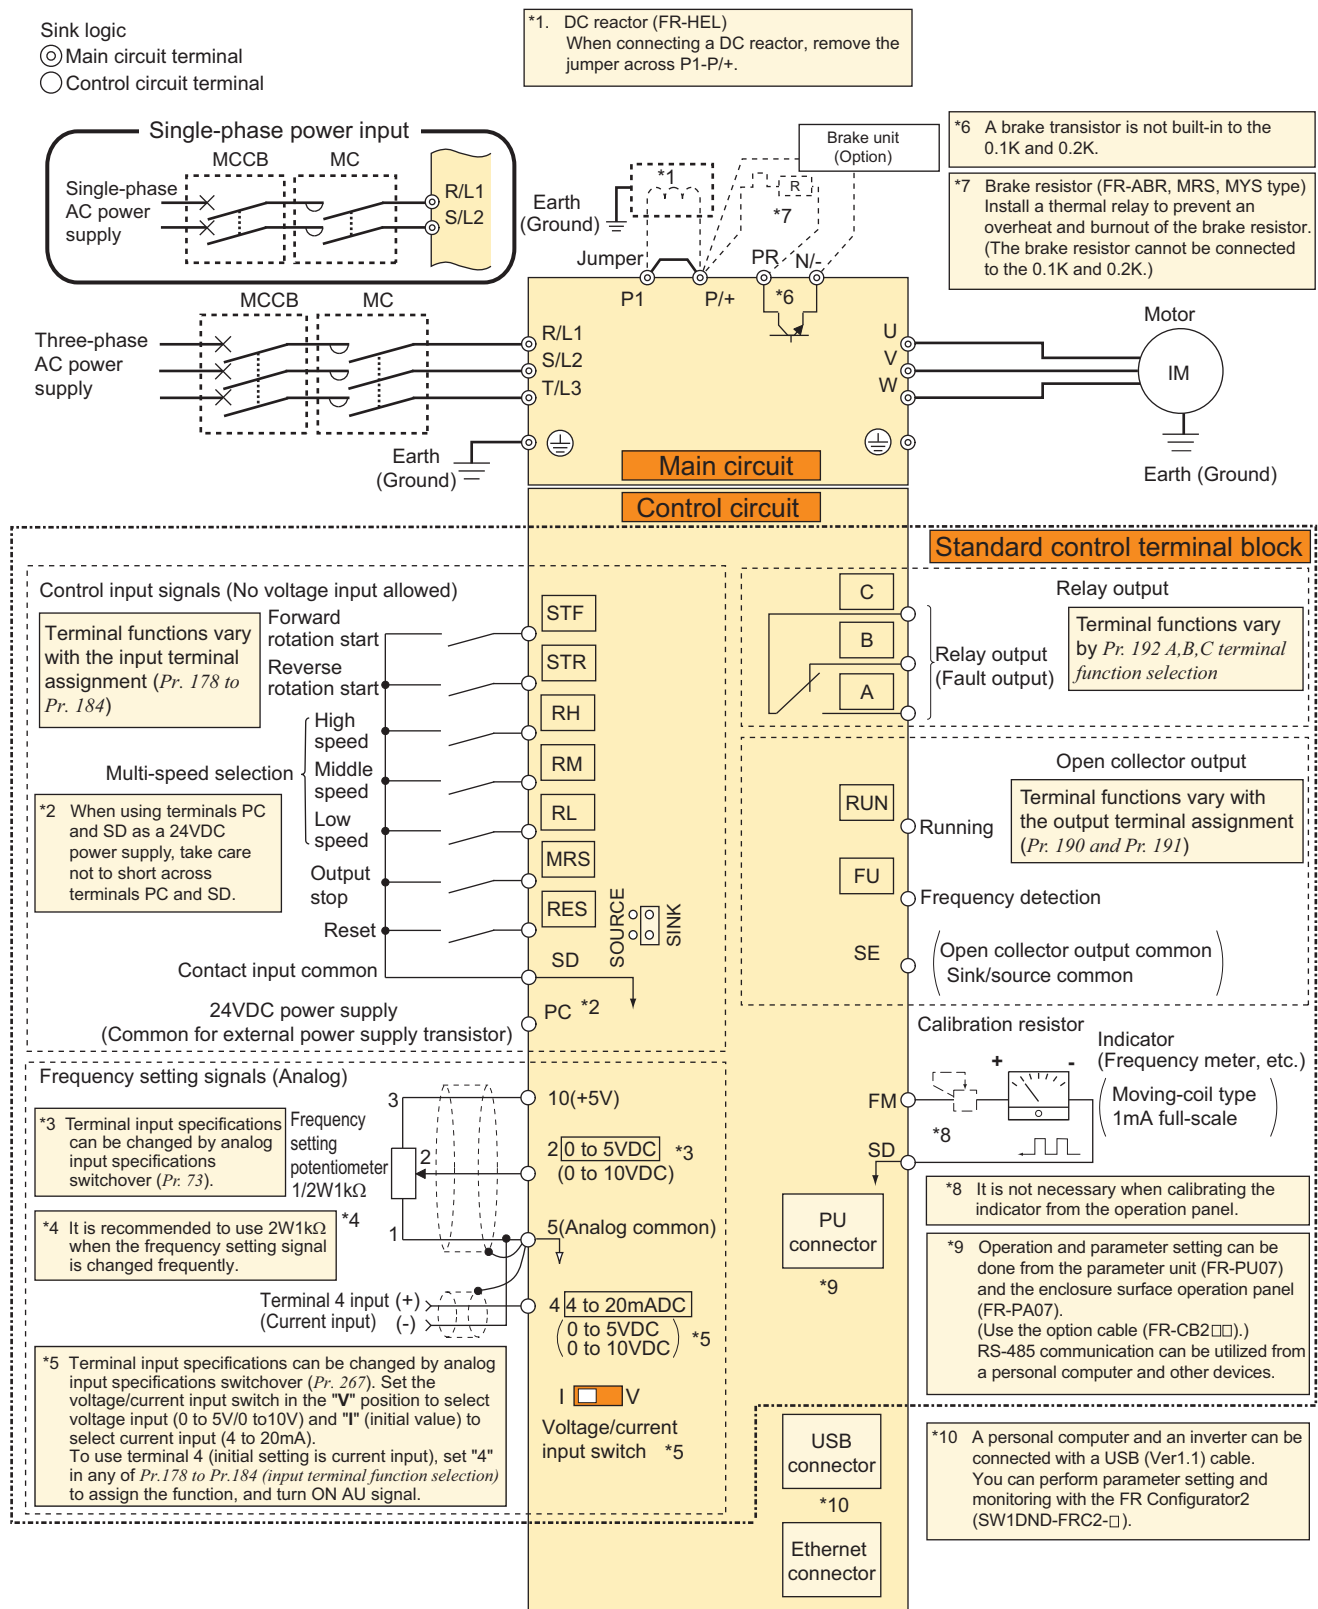 Sink logic
Main circuit terminal
Control circuit terminal
*1. DC reactor (FR-HEL)
When connecting a DC reactor, remove the
jumper across P1-P/+.
Single-phase power input
MCCB
MC
Single-phase
AC power
supply
R/L1
S/L2
Earth
(Ground)
*1
Brake unit
(Option)
R
*7
*6 A brake transistor is not built-in to the
0.1K and 0.2K.
*7 Brake resistor (FR-ABR, MRS, MYS type)
Install a thermal relay to prevent an
overheat and burnout of the brake resistor.
(The brake resistor cannot be connected
to the 0.1K and 0.2K.)
Jumper
PR
N/-
P1
P/+
*6
MCCB
MC
Three-phase
AC power
supply
R/L1
S/L2
T/L3
U
V
W
Motor
IM
Earth
(Ground)
Earth (Ground)
Main circuit
Control circuit
Standard control terminal block
Control input signals (No voltage input allowed)
Terminal functions vary
with the input terminal
assignment (Pr. 178 to
Pr. 184)
Forward
rotation start
Reverse
rotation start
Multi-speed selection
High
speed
Middle
speed
Low
speed
Output
stop
Reset
Contact input common
*2 When using terminals PC
and SD as a 24VDC
power supply, take care
not to short across
terminals PC and SD.
24VDC power supply
(Common for external power supply transistor)
STF
STR
RH
RM
RL
MRS
RES
SD
PC *2
SOURCE
SINK
C
B
A
Relay output
Relay output
(Fault output)
Terminal functions vary
by Pr. 192 A,B,C terminal
function selection
Open collector output
RUN
Running
Terminal functions vary with
the output terminal assignment
(Pr. 190 and Pr. 191)
FU
Frequency detection
SE
Open collector output common
Sink/source common
Frequency setting signals (Analog)
*3 Terminal input specifications
can be changed by analog
input specifications
switchover (Pr. 73).
Frequency
setting
potentiometer
1/2W1kΩ
*4
*4 It is recommended to use 2W1kΩ
when the frequency setting signal
is changed frequently.
3
2
1
10(+5V)
2 0 to 5VDC *3
(0 to 10VDC)
5(Analog common)
Terminal 4 input (+)
(Current input) (-)
4 4 to 20mADC
0 to 5VDC
0 to 10VDC
*5
*5 Terminal input specifications can be changed by analog
input specifications switchover (Pr. 267). Set the
voltage/current input switch in the "V" position to select
voltage input (0 to 5V/0 to10V) and "I" (initial value) to
select current input (4 to 20mA).
To use terminal 4 (initial setting is current input), set "4"
in any of Pr.178 to Pr.184 (input terminal function selection)
to assign the function, and turn ON AU signal.
I V
Voltage/current
input switch *5
Calibration resistor
Indicator
(Frequency meter, etc.)
+ -
Moving-coil type
1mA full-scale
FM
*8
SD
PU
connector
*9
*8 It is not necessary when calibrating the
indicator from the operation panel.
*9 Operation and parameter setting can be
done from the parameter unit (FR-PU07)
and the enclosure surface operation panel
(FR-PA07).
(Use the option cable (FR-CB2□□).)
RS-485 communication can be utilized from
a personal computer and other devices.
USB
connector
*10
*10 A personal computer and an inverter can be
connected with a USB (Ver1.1) cable.
You can perform parameter setting and
monitoring with the FR Configurator2
(SW1DND-FRC2-□).
Ethernet
connector